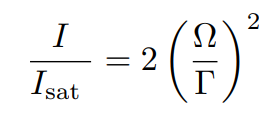 I / I_sat = 2 (Ω / Γ)^2